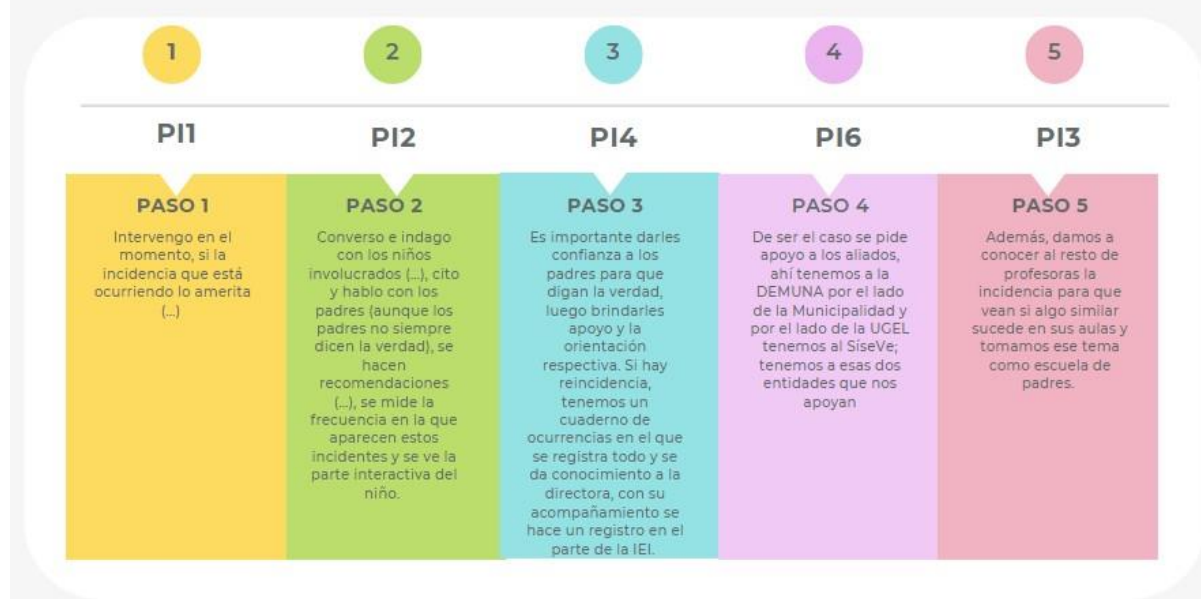 1
2
3
4
5
PI1
PI2
PI4
PI6
PI3
PASO 1
Intervengo en el
momento, si la
incidencia que está
ocurriendo lo amerita
(...)
PASO 2
Converso e indago
con los niños
involucrados (...), cito
y hablo con los
padres (aunque los
padres no siempre
dicen la verdad), se
hacen
recomendaciones
(...), se mide la
frecuencia en la que
aparecen estos
incidentes y se ve la
parte interactiva del
niño.
PASO 3
Es importante darles
confianza a los
padres para que
digan la verdad,
luego brindarles
apoyo y la
orientación
respectiva. Si hay
reincidencia,
tenemos un
cuaderno de
ocurrencias en el que
se registra todo y se
da conocimiento a la
directora, con su
acompañamiento se
hace un registro en el
parte de la IEI.
PASO 4
De ser el caso se pide
apoyo a los aliados,
ahí tenemos a la
DEMUNA por el lado
de la Municipalidad y
por el lado de la UGEL
tenemos al SíseVe;
tenemos a esas dos
entidades que nos
apoyan
PASO 5
Además, damos a
conocer al resto de
profesoras la
incidencia para que
vean si algo similar
sucede en sus aulas y
tomamos ese tema
como escuela de
padres.